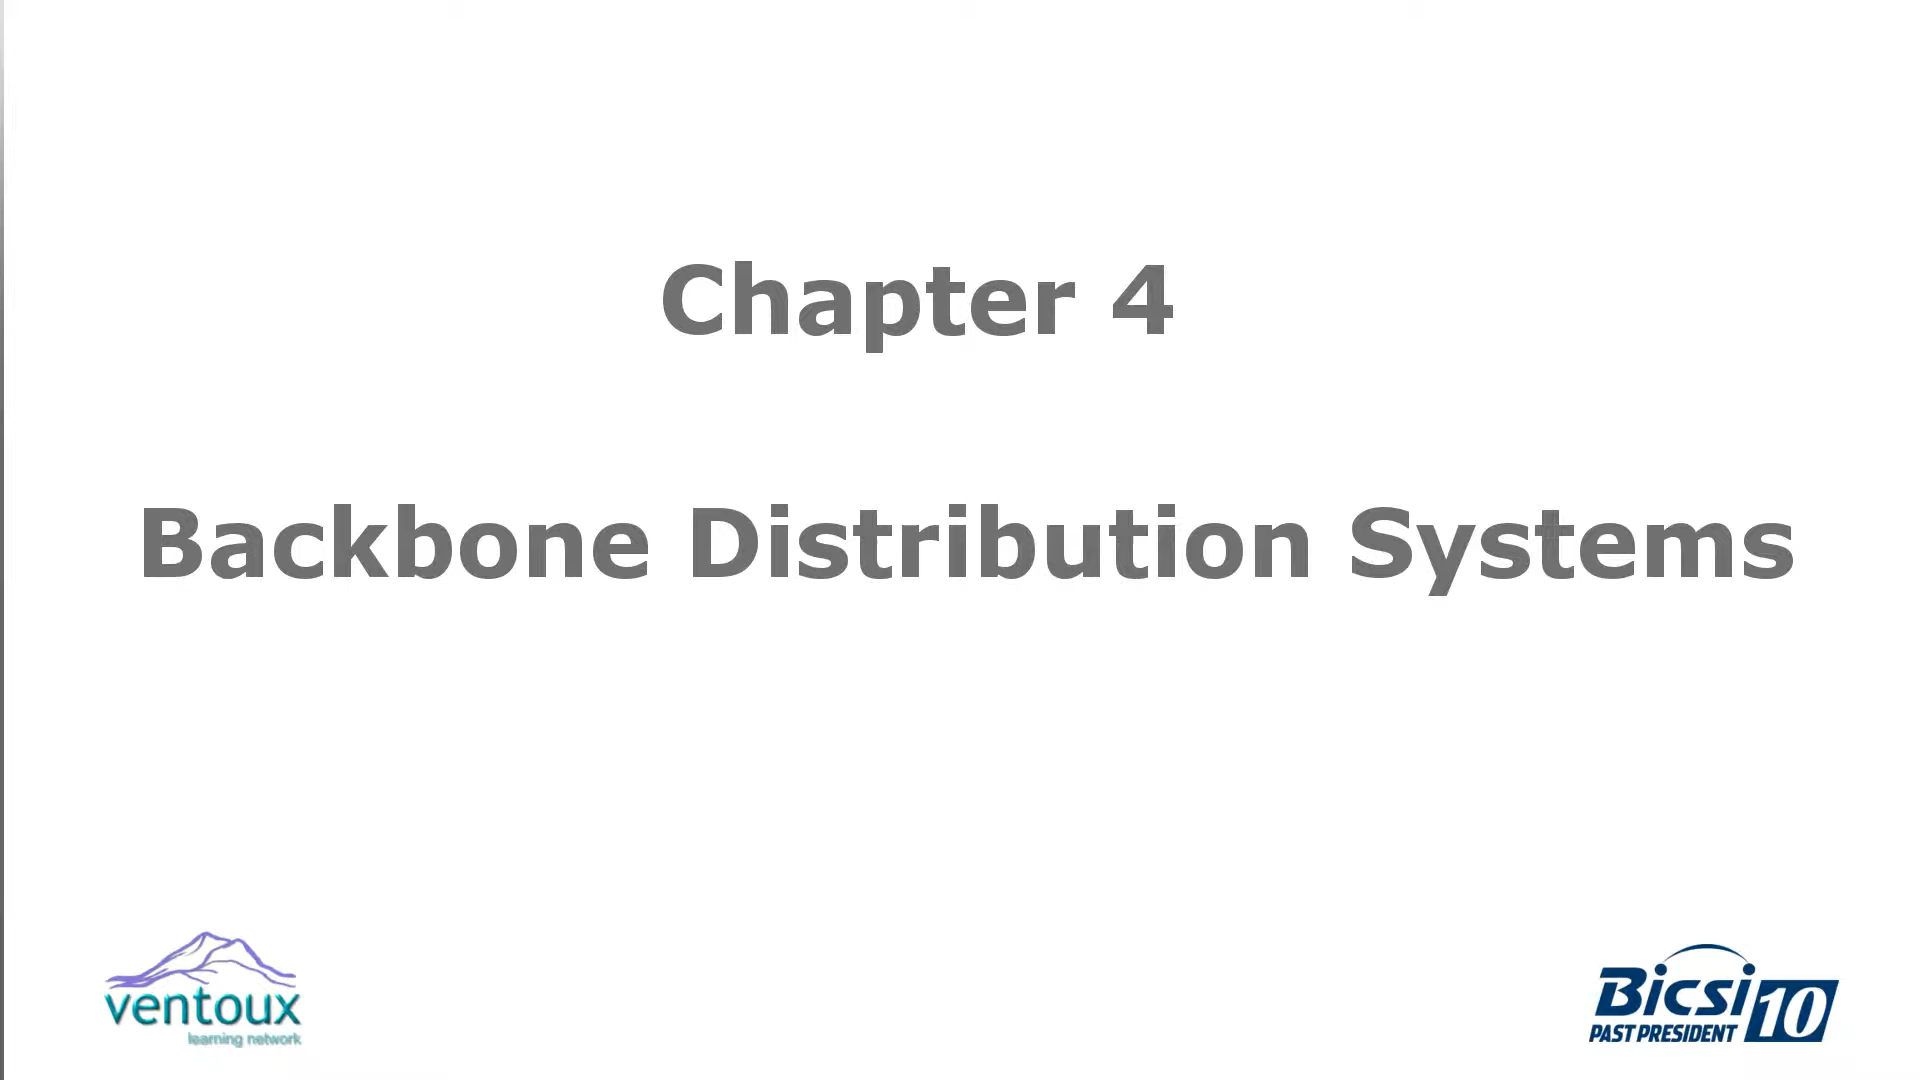 Chapter 4
Backbone Distribution Systems
ventoux
learning network
Bicsi 10
PAST PRESIDENT